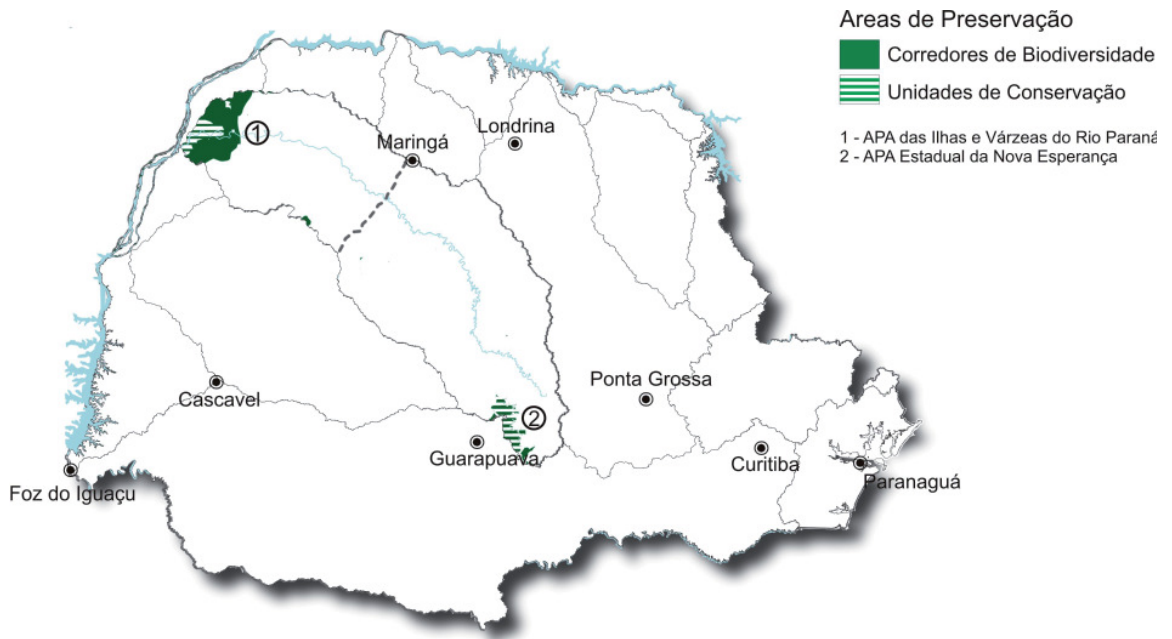 Areas de Preservação
Corredores de Biodiversidade
Unidades de Conservação
1 - APA das Ilhas e Várzeas do Rio Paraná
2 - APA Estadual da Nova Esperança
1
Maringá
Londrina
Cascavel
2
Guarapuava
Ponta Grossa
Curitiba
Paranaguá
Foz do Iguaçu